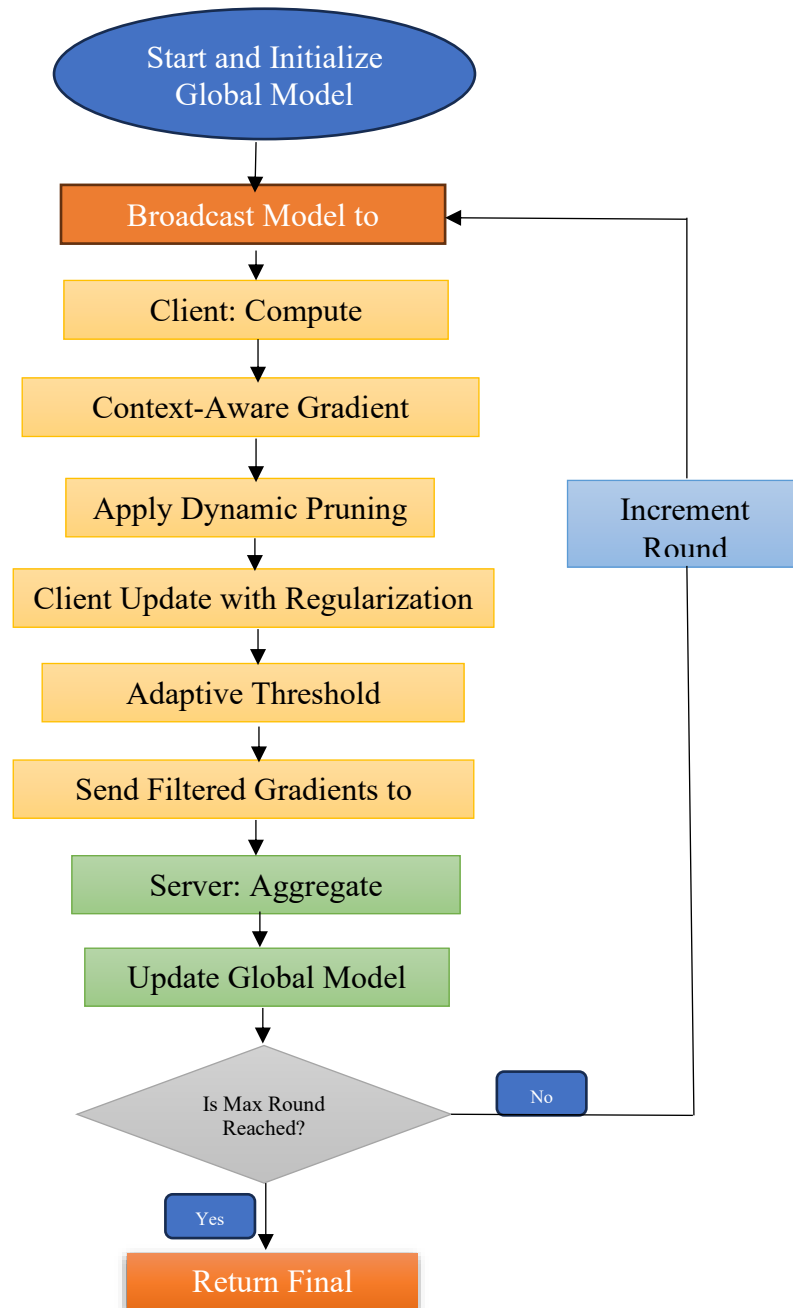 Start and Initialize
Global Model
Broadcast Model to
Client: Compute
Context-Aware Gradient
Apply Dynamic Pruning
Increment
Round
Client Update with Regularization
Adaptive Threshold
Send Filtered Gradients to
Server: Aggregate
Update Global Model
Is Max Round
Reached?
No
Yes
Return Final